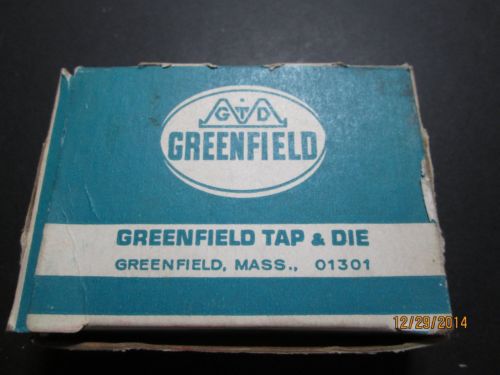 GTD
GREENFIELD
GREENFIELD TAP & DIE
GREENFIELD, MASS., 01301
12/29/2014